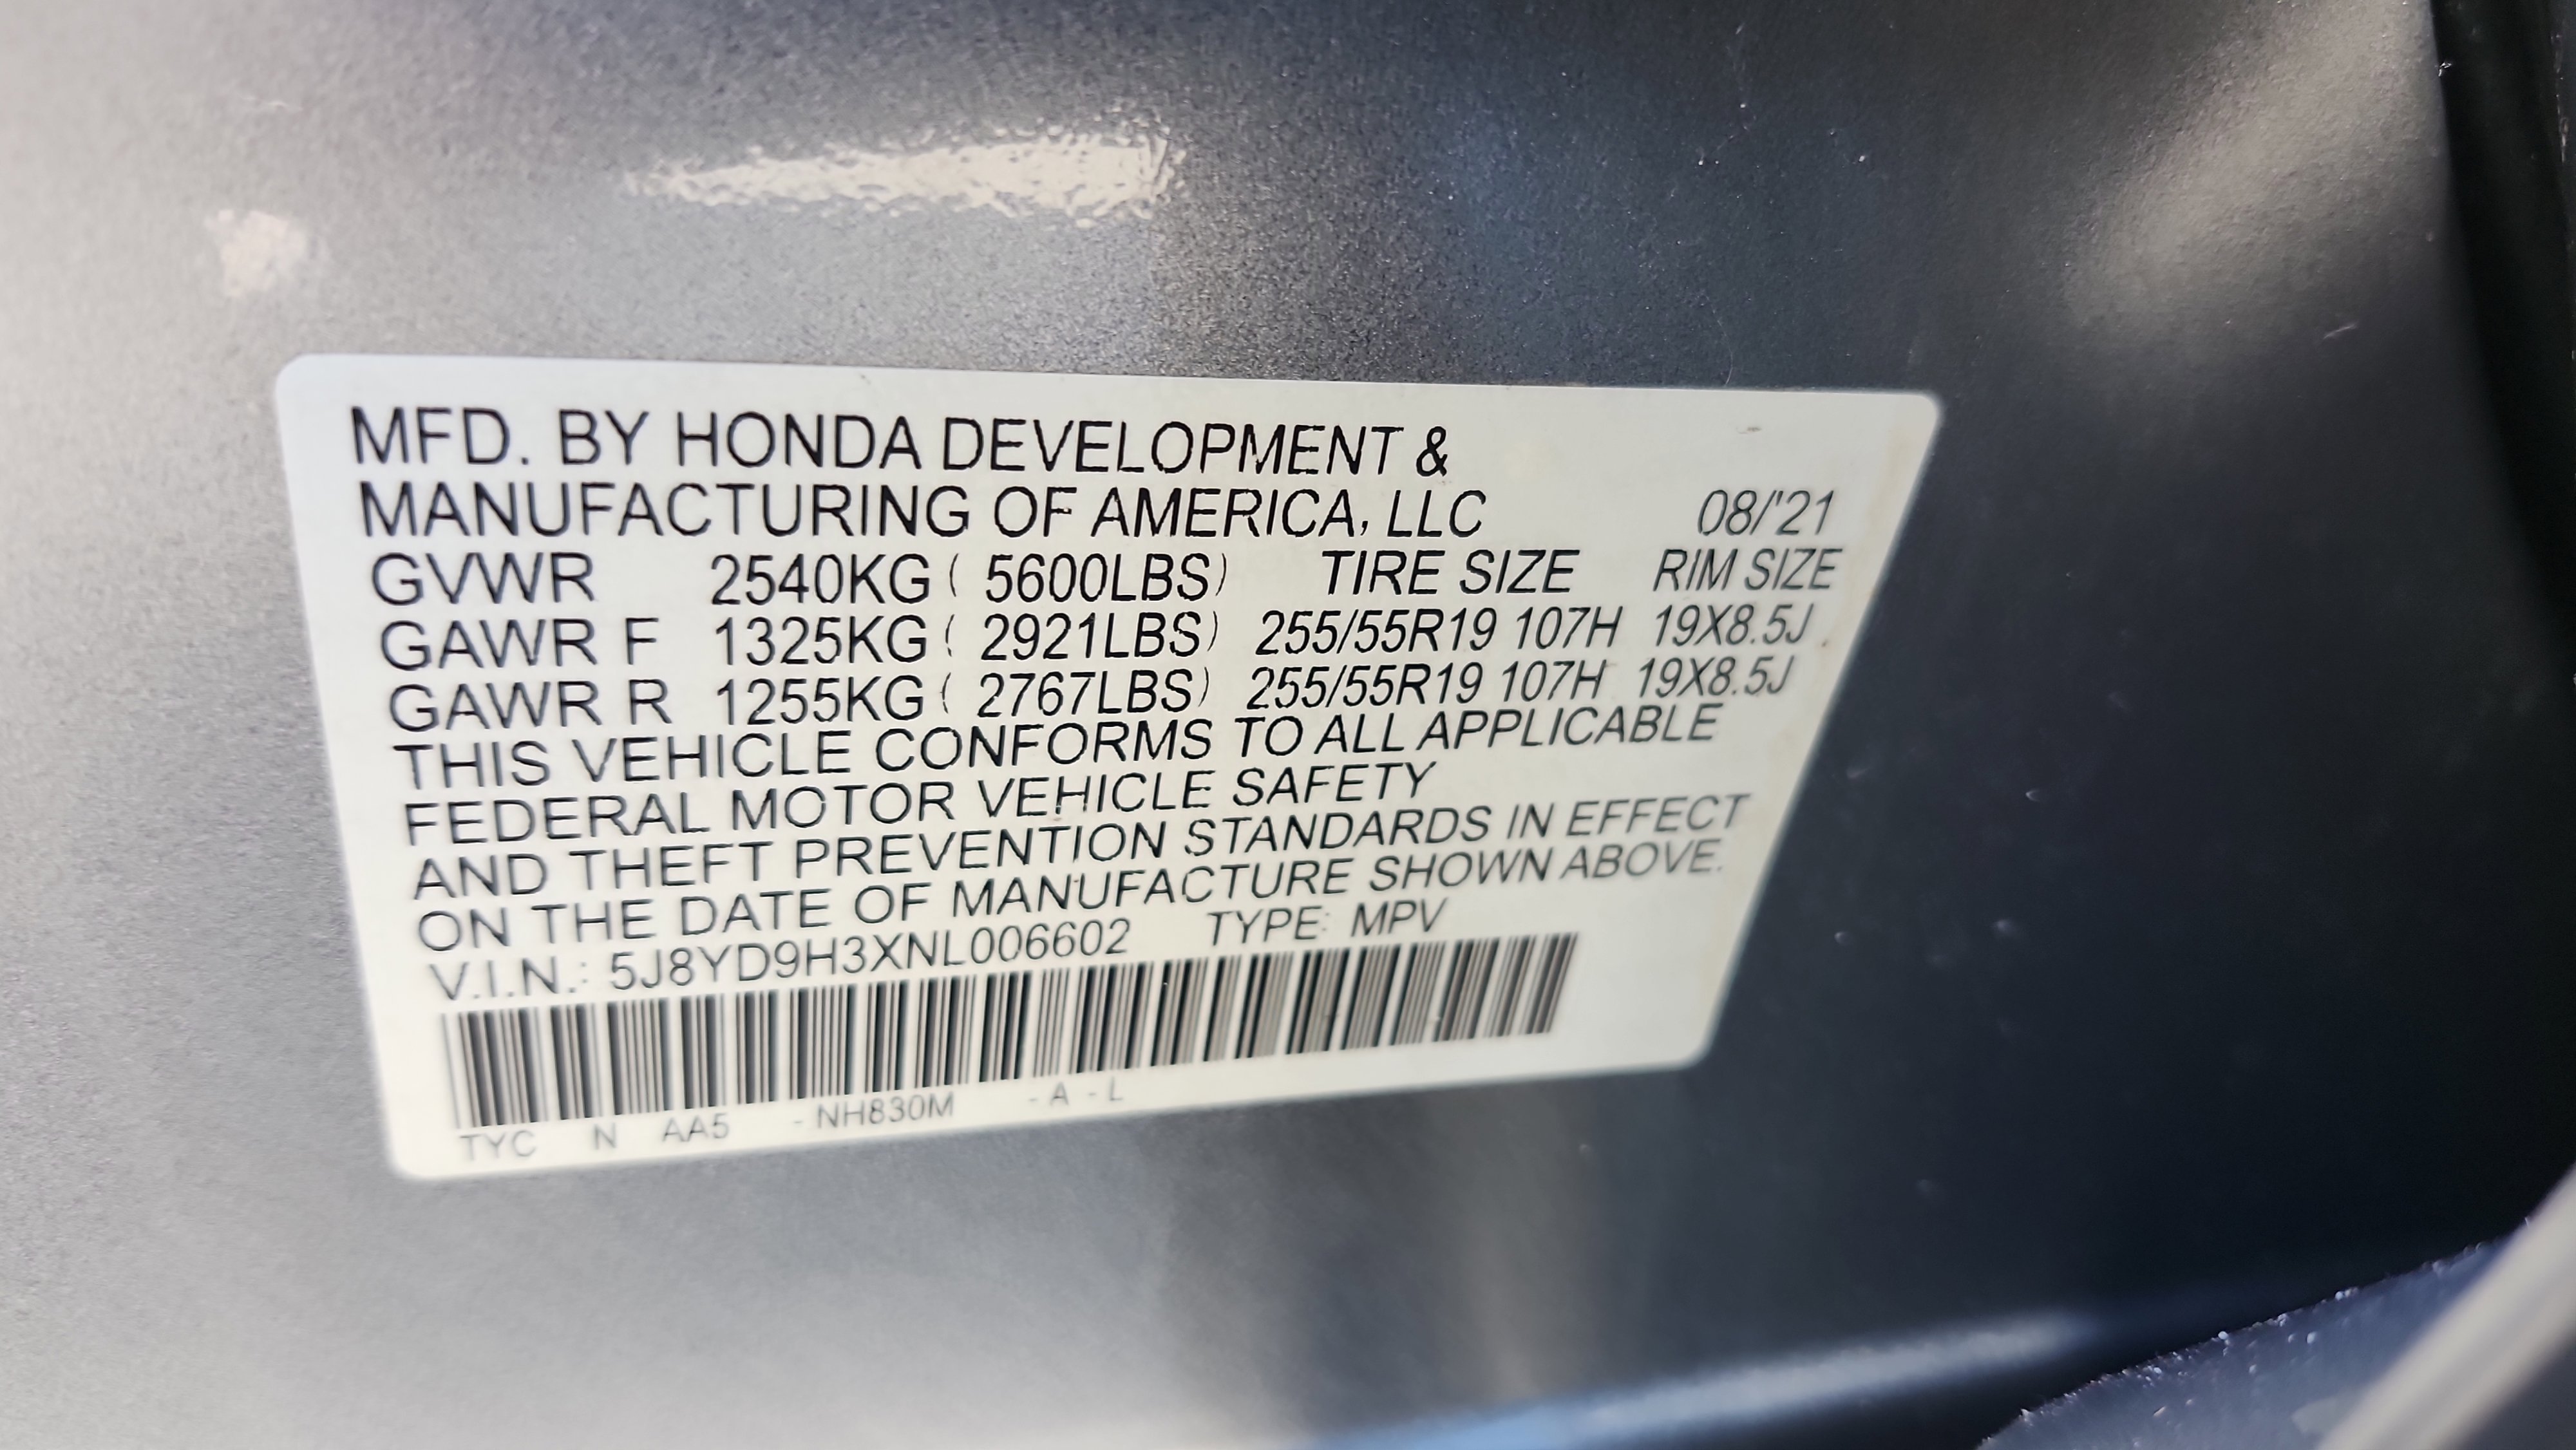 MFD. BY HONDA DEVELOPMENT &
MANUFACTURING OF AMERICA, LLC 08/'21
GVWR 2540KG ( 5600LBS) TIRE SIZE RIM SIZE
GAWR F 1325KG ( 2921LBS) 255/55R19 107H 19X8.5J
GAWR R 1255KG ( 2767LBS) 255/55R19 107H 19X8.5J
THIS VEHICLE CONFORMS TO ALL APPLICABLE
FEDERAL MOTOR VEHICLE SAFETY
AND THEFT PREVENTION STANDARDS IN EFFECT
ON THE DATE OF MANUFACTURE SHOWN ABOVE.
V.I.N.: 5J8YD9H3XNL006602 TYPE: MPV
TYC N AA5 - NH830M - A - L